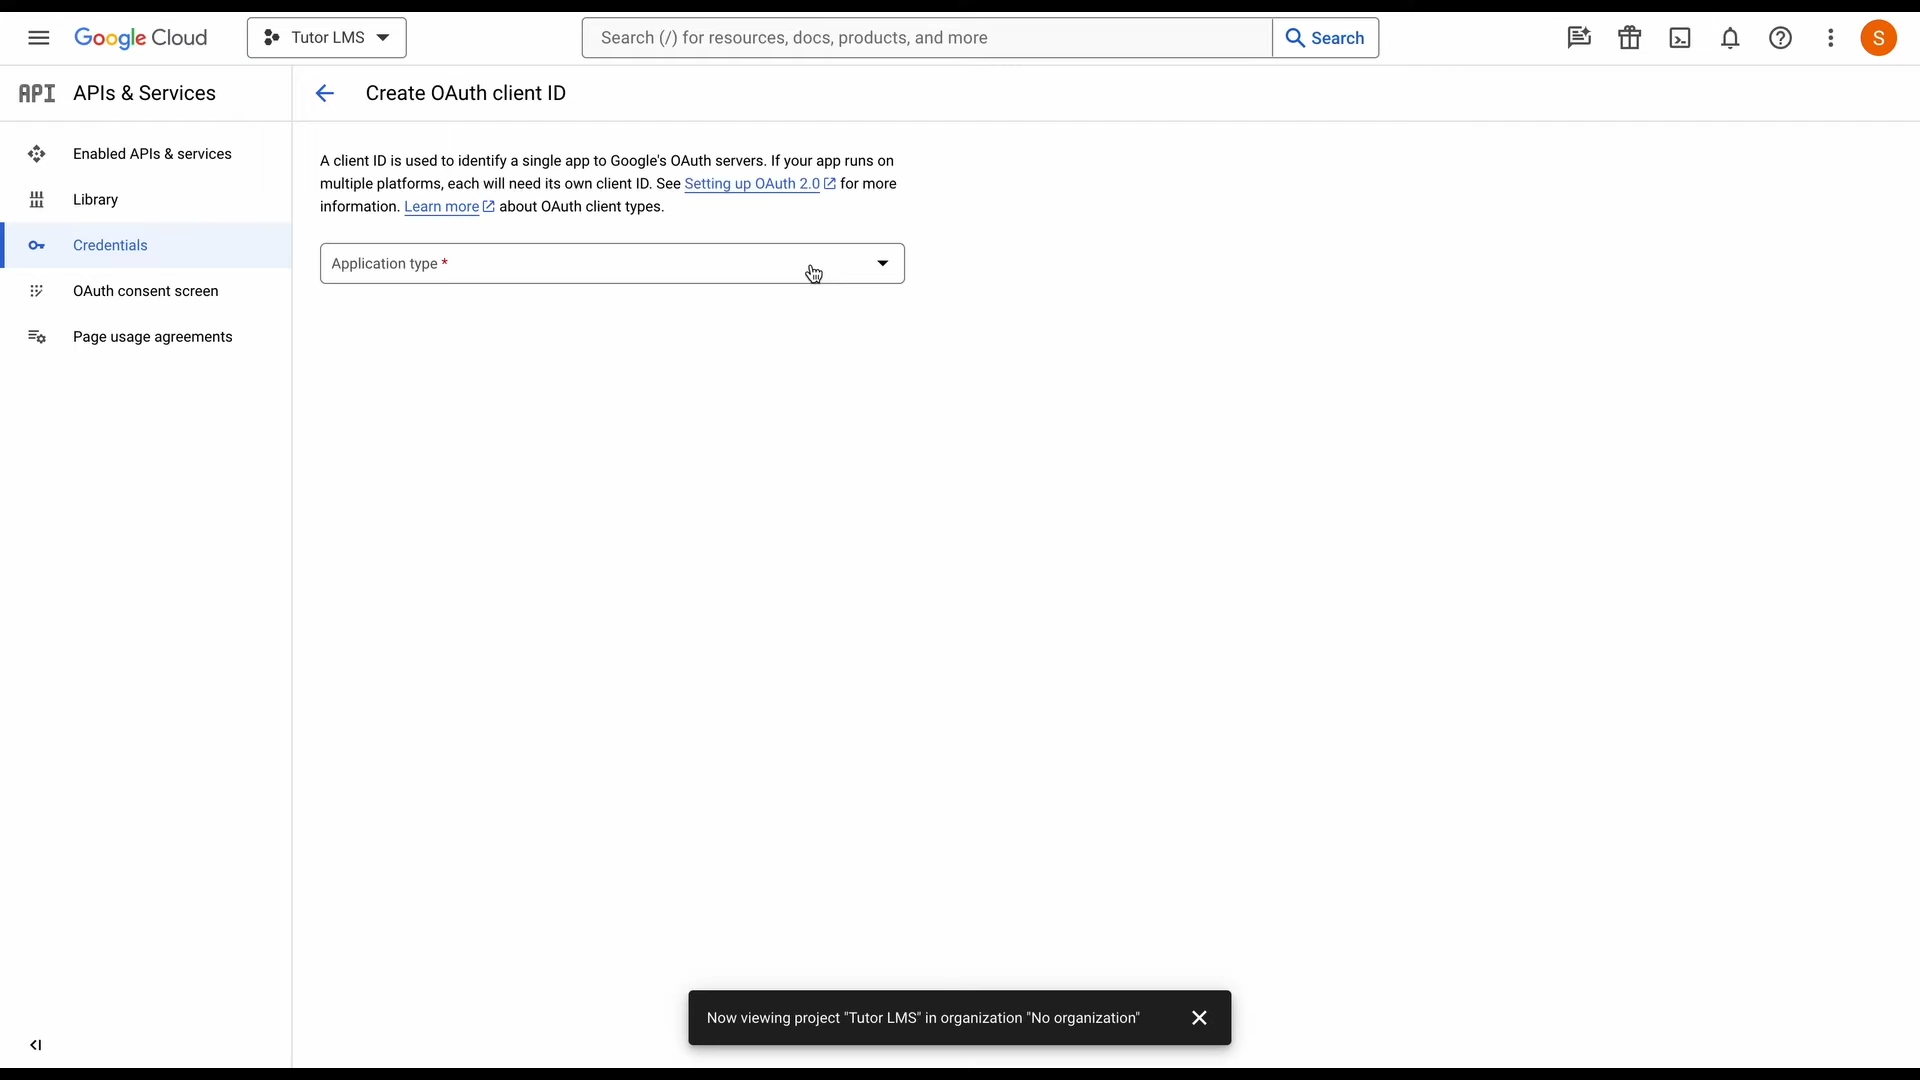 Google Cloud
Tutor LMS
Search (/) for resources, docs, products, and more
Search
S
API APIs & Services
Create OAuth client ID
Enabled APIs & services
Library
Credentials
OAuth consent screen
Page usage agreements
A client ID is used to identify a single app to Google's OAuth servers. If your app runs on
multiple platforms, each will need its own client ID. See Setting up OAuth 2.0 for more
information. Learn more about OAuth client types.
Application type *
Now viewing project "Tutor LMS" in organization "No organization"